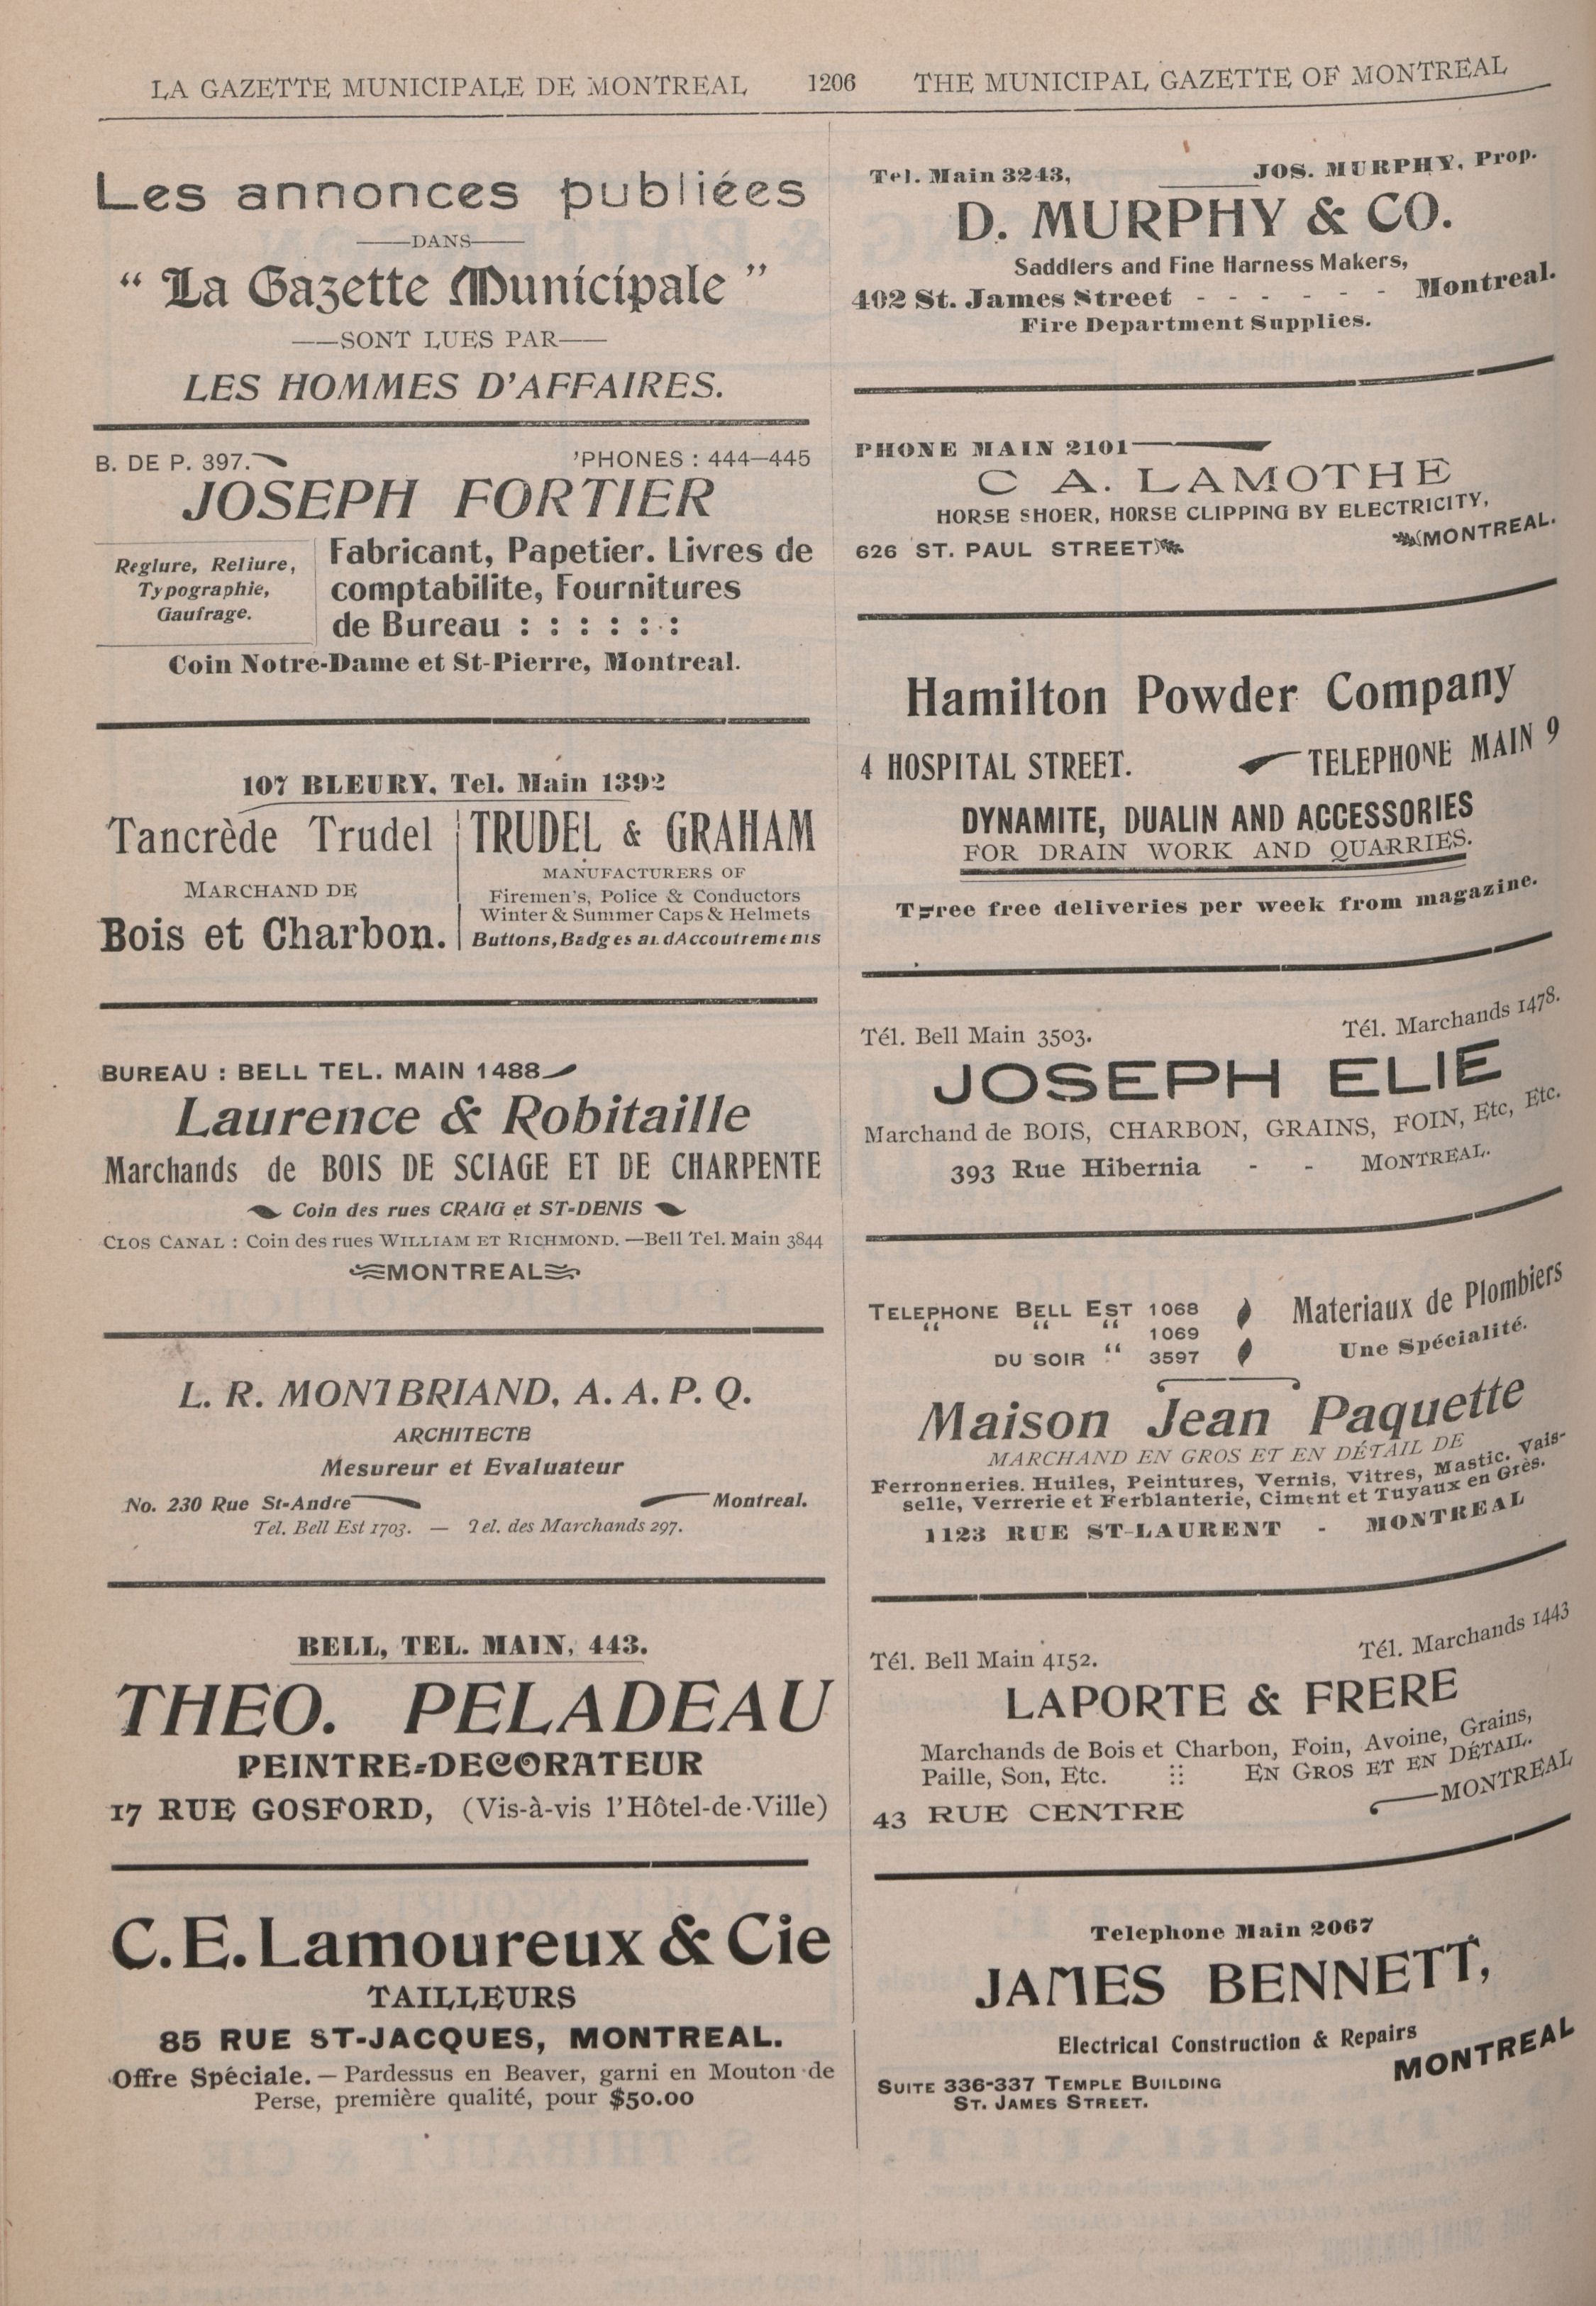 LA GAZETTE MUNICIPALE DE MONTREAL 1206 THE MUNICIPAL GAZETTE OF MONTREAL
Les annonces publiées
DANS
“ La Gazette Municipale ”
SONT LUES PAR
LES HOMMES D'AFFAIRES.
B. DE P. 397. 'PHONES : 444—445
JOSEPH FORTIER
Reglure, Reliure,
Typographie,
Gaufrage.
Fabricant, Papetier. Livres de
comptabilite, Fournitures
de Bureau : : : : : :
Coin Notre-Dame et St-Pierre, Montreal.
107 BLEURY, Tel. Main 1392
Tancrède Trudel
MARCHAND DE
Bois et Charbon.
TRUDEL & GRAHAM
MANUFACTURERS OF
Firemen's, Police & Conductors
Winter & Summer Caps & Helmets
Buttons, Badges and Accoutrements
BUREAU : BELL TEL. MAIN 1488
Laurence & Robitaille
Marchands de BOIS DE SCIAGE ET DE CHARPENTE
Coin des rues CRAIG et ST-DENIS
CLOS CANAL : Coin des rues WILLIAM ET RICHMOND. —Bell Tel. Main 3844
MONTREAL
L. R. MONTBRIAND, A. A. P. Q.
ARCHITECTE
Mesureur et Evaluateur
No. 230 Rue St-Andre Montreal.
Tel. Bell Est 1703. — Tel. des Marchands 297.
BELL, TEL. MAIN, 443.
THEO. PELADEAU
PEINTRE-DECORATEUR
17 RUE GOSFORD, (Vis-à-vis l'Hôtel-de-Ville)
C. E. Lamoureux & Cie
TAILLEURS
85 RUE ST-JACQUES, MONTREAL.
Offre Spéciale. — Pardessus en Beaver, garni en Mouton de
Perse, première qualité, pour $50.00
Tel. Main 3243, JOS. MURPHY, Prop.
D. MURPHY & CO.
Saddlers and Fine Harness Makers,
402 St. James Street - - - - - - Montreal.
Fire Department Supplies.
PHONE MAIN 2101
C A. LAMOTHE
HORSE SHOER, HORSE CLIPPING BY ELECTRICITY,
626 ST. PAUL STREET MONTREAL.
Hamilton Powder Company
4 HOSPITAL STREET. TELEPHONE MAIN 9
DYNAMITE, DUALIN AND ACCESSORIES
FOR DRAIN WORK AND QUARRIES.
Three free deliveries per week from magazine.
Tél. Bell Main 3503. Tél. Marchands 1478.
JOSEPH ELIE
Marchand de BOIS, CHARBON, GRAINS, FOIN, Etc, Etc.
393 Rue Hibernia - - MONTREAL.
TELEPHONE BELL EST 1068
“ “ “ 1069
DU SOIR “ 3597
Materiaux de Plombiers
Une Spécialité.
Maison Jean Paquette
MARCHAND EN GROS ET EN DÉTAIL DE
Ferronneries. Huiles, Peintures, Vernis, Vitres, Mastic. Vais-
selle, Verrerie et Ferblanterie, Ciment et Tuyaux en Grès.
1123 RUE ST-LAURENT - MONTREAL
Tél. Bell Main 4152. Tél. Marchands 1443
LAPORTE & FRERE
Marchands de Bois et Charbon, Foin, Avoine, Grains,
Paille, Son, Etc. :: EN GROS ET EN DÉTAIL.
43 RUE CENTRE MONTREAL
Telephone Main 2067
JAMES BENNETT,
Electrical Construction & Repairs
MONTREAL
SUITE 336-337 TEMPLE BUILDING
ST. JAMES STREET.